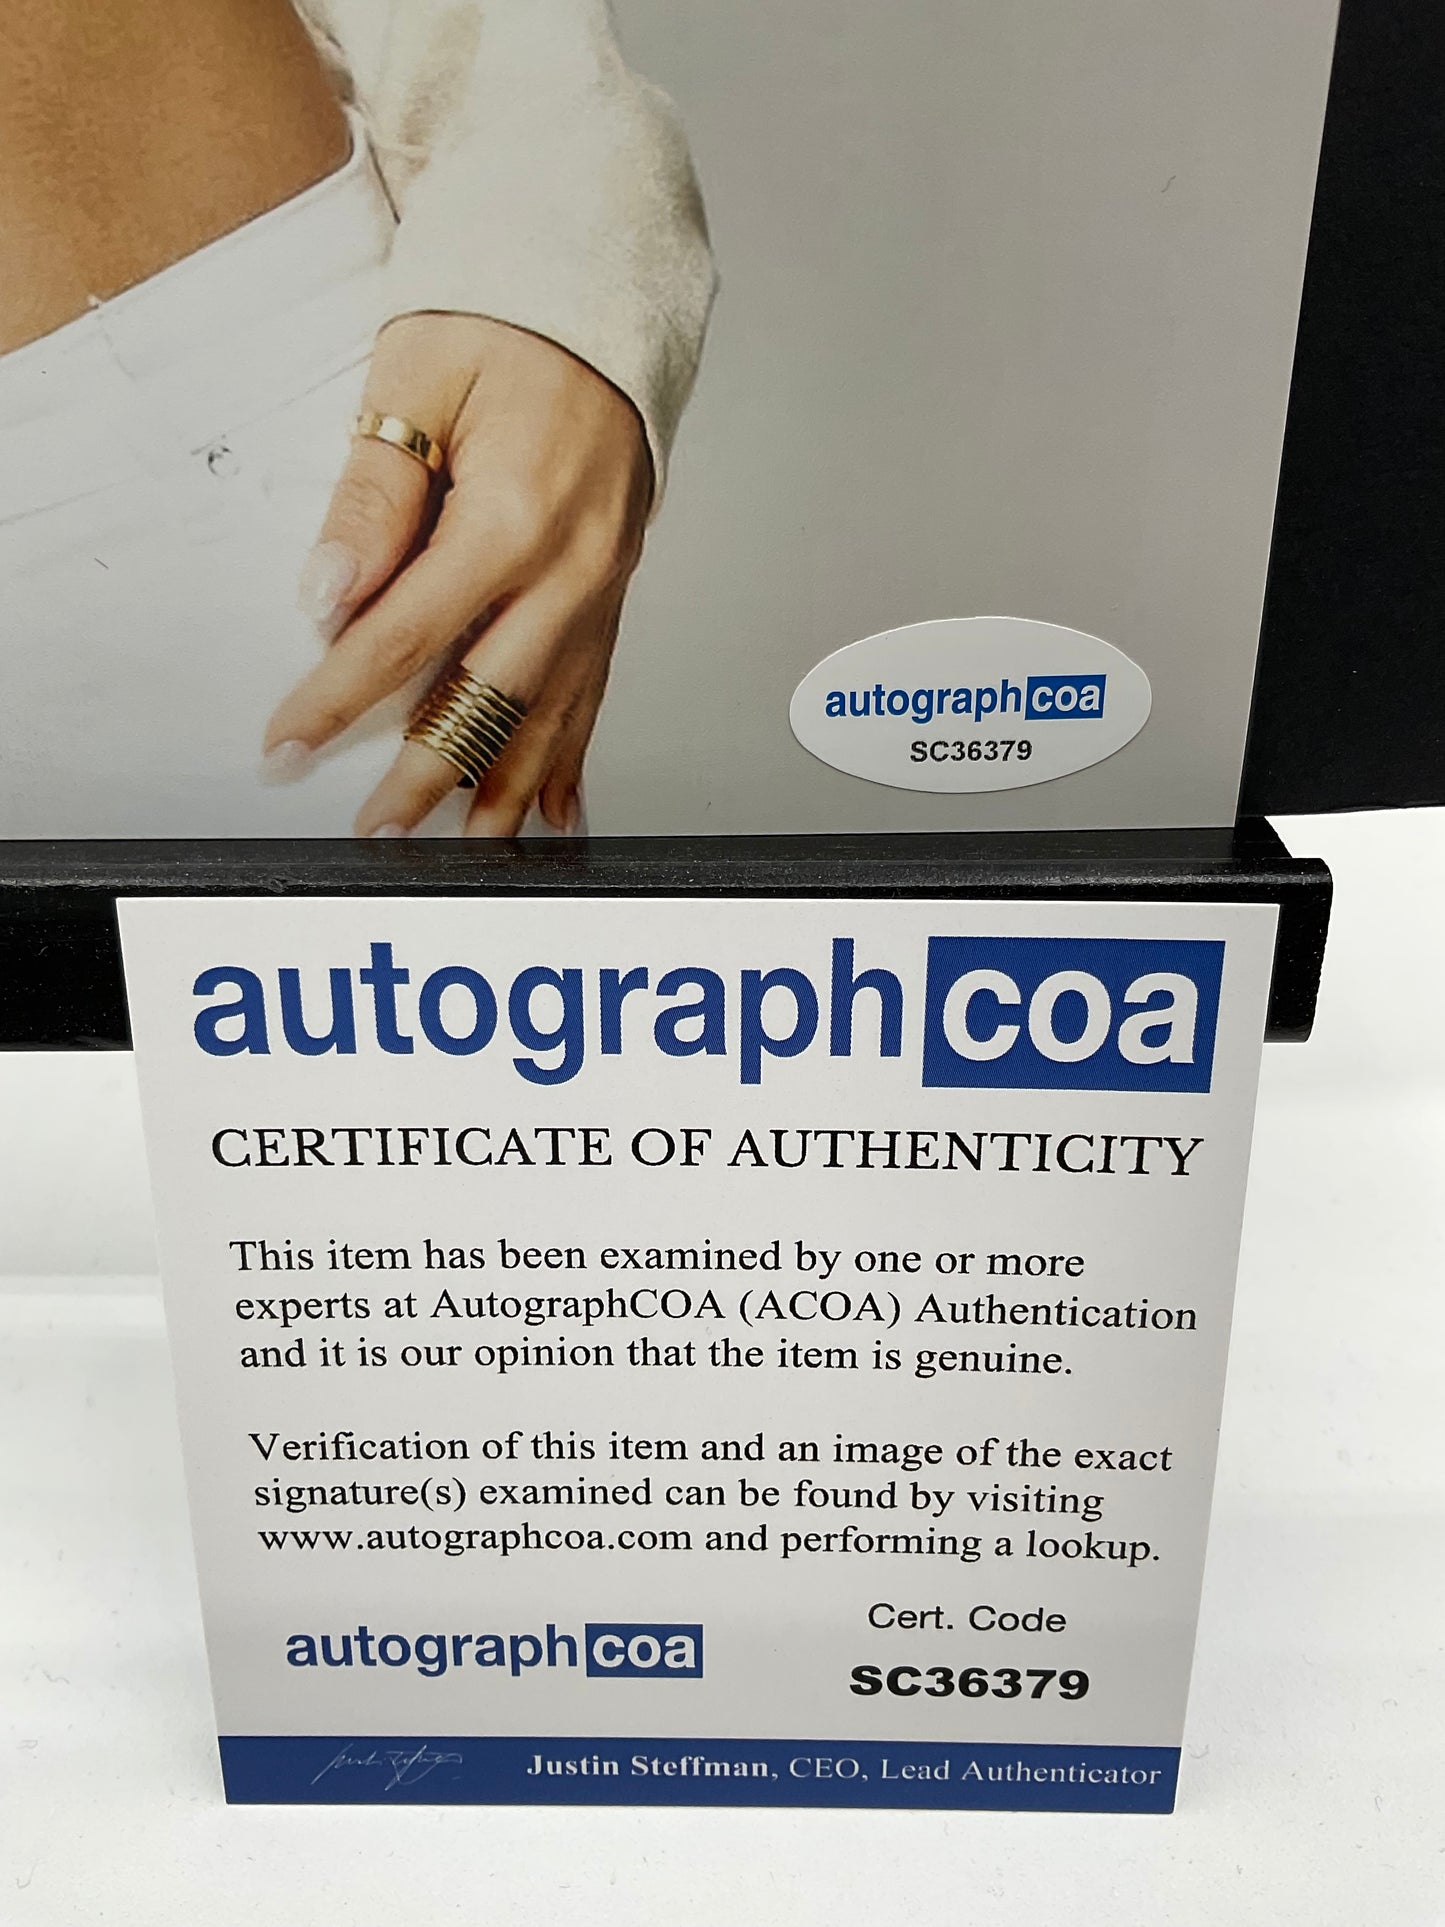 autographcoa
SC36379
autographcoa
CERTIFICATE OF AUTHENTICITY
This item has been examined by one or more
experts at AutographCOA (ACOA) Authentication
and it is our opinion that the item is genuine.
Verification of this item and an image of the exact
signature(s) examined can be found by visiting
www.autographcoa.com and performing a lookup.
autographcoa
Cert. Code
SC36379
Justin Steffman, CEO, Lead Authenticator